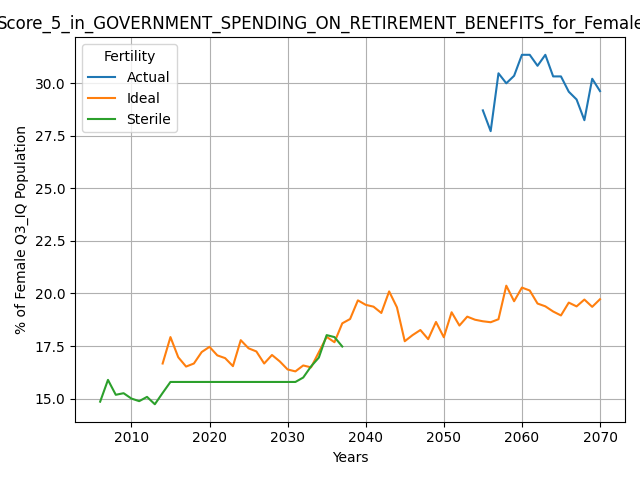 Score_5_in_GOVERNMENT_SPENDING_ON_RETIREMENT_BENEFITS_for_Female
Fertility
Actual
Ideal
Sterile
% of Female Q3_IQ Population
30.0
27.5
25.0
22.5
20.0
17.5
15.0
2010 2020 2030 2040 2050 2060 2070
Years